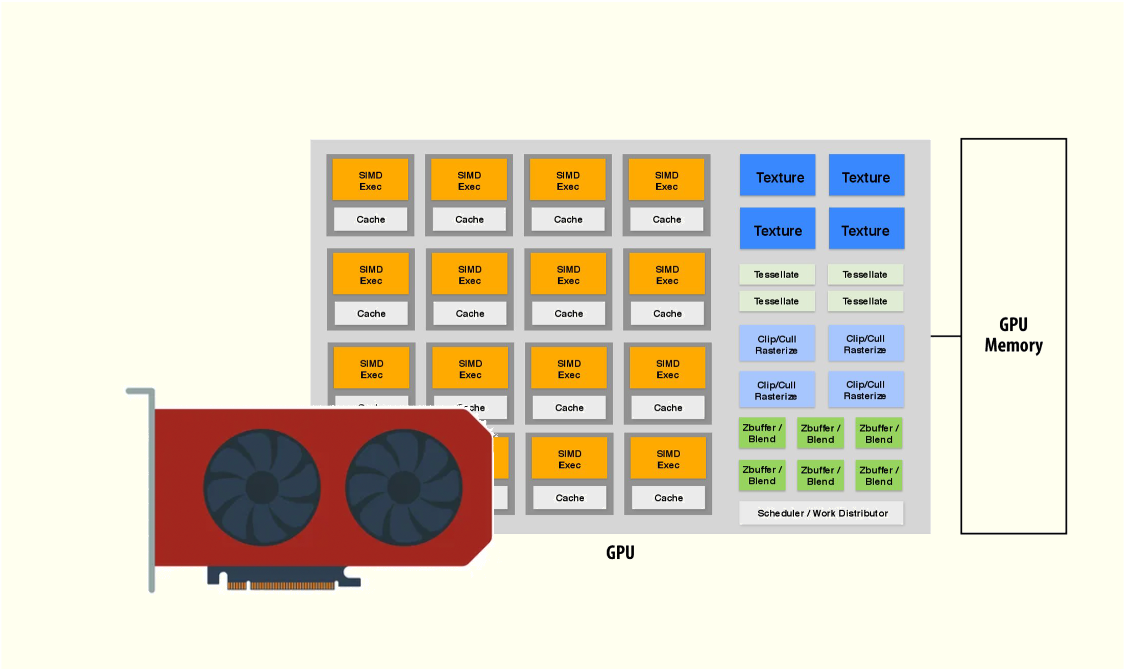 SIMD
Exec
SIMD
Exec
SIMD
Exec
SIMD
Exec
Cache
Cache
Cache
Cache
SIMD
Exec
SIMD
Exec
SIMD
Exec
SIMD
Exec
Cache
Cache
Cache
Cache
SIMD
Exec
SIMD
Exec
SIMD
Exec
SIMD
Exec
Cache
Cache
SIMD
Exec
SIMD
Exec
Cache
Cache
Texture
Texture
Texture
Texture
Tessellate
Tessellate
Tessellate
Tessellate
Clip/Cull
Rasterize
Clip/Cull
Rasterize
Clip/Cull
Rasterize
Clip/Cull
Rasterize
Zbuffer /
Blend
Zbuffer /
Blend
Zbuffer /
Blend
Zbuffer /
Blend
Zbuffer /
Blend
Zbuffer /
Blend
Scheduler / Work Distributor
GPU
GPU
Memory